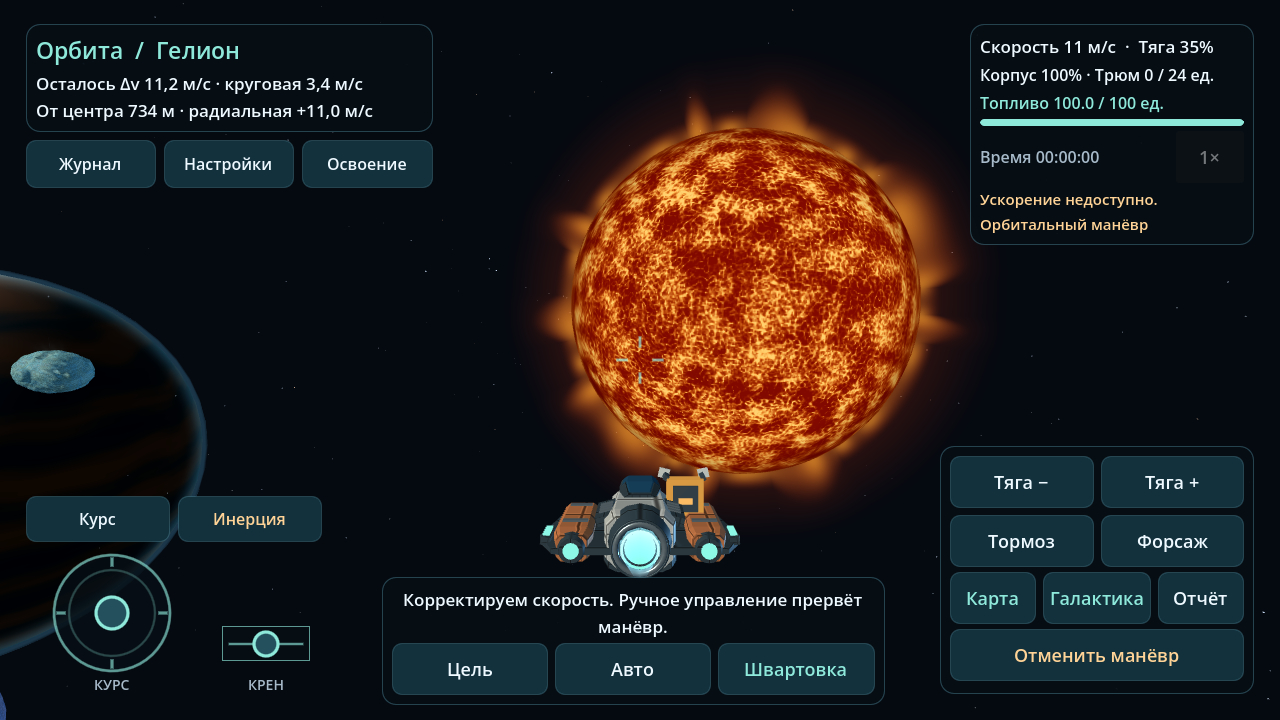 Орбита / Гелион
Осталось Δv 11,2 м/с · круговая 3,4 м/с
От центра 734 м · радиальная +11,0 м/с
Журнал
Настройки
Освоение
Скорость 11 м/с · Тяга 35%
Корпус 100% · Трюм 0 / 24 ед.
Топливо 100.0 / 100 ед.
Время 00:00:00
1×
Ускорение недоступно.
Орбитальный манёвр
Курс
Инерция
КУРС
КРЕН
Корректируем скорость. Ручное управление прервёт
манёвр.
Цель
Авто
Швартовка
Тяга −
Тяга +
Тормоз
Форсаж
Карта
Галактика
Отчёт
Отменить манёвр